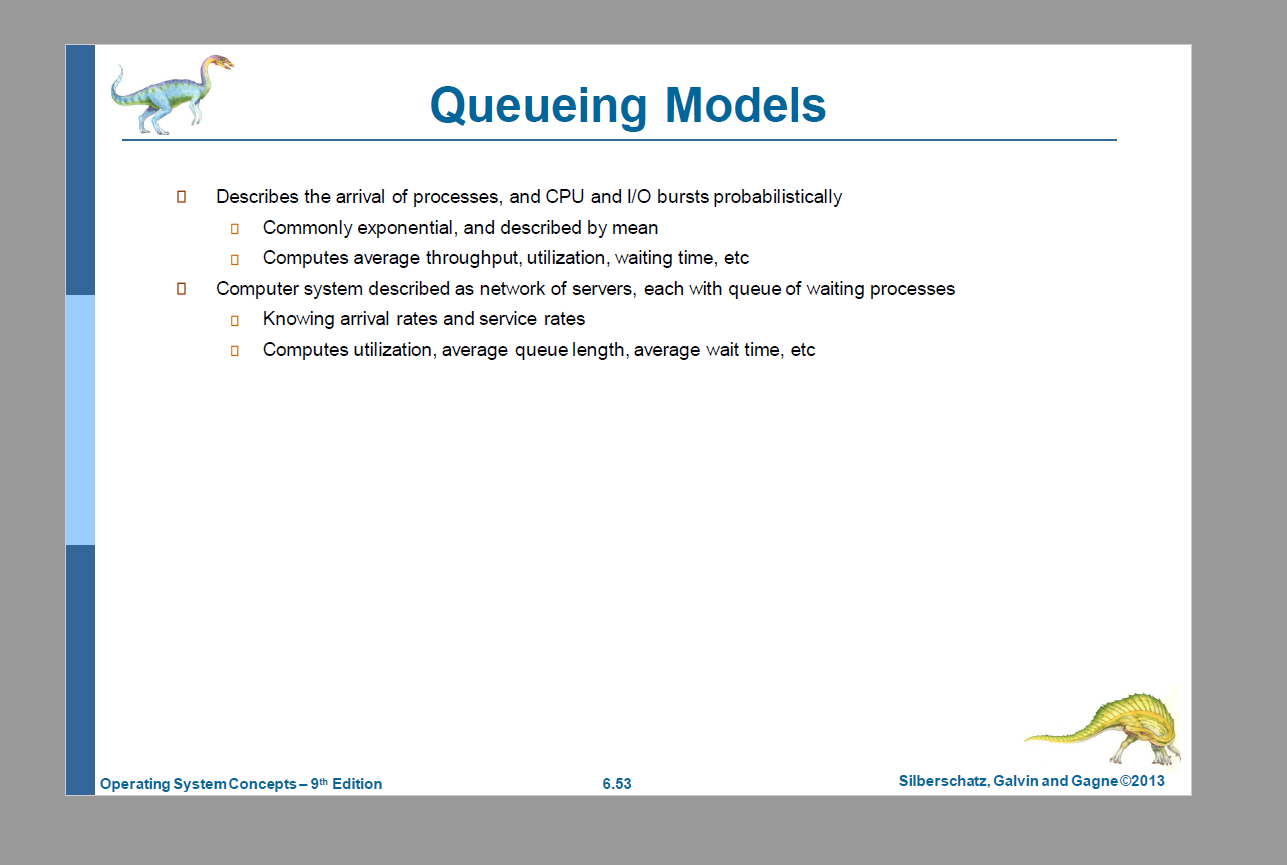 Queueing Models
Describes the arrival of processes, and CPU and I/O bursts probabilistically
Commonly exponential, and described by mean
Computes average throughput, utilization, waiting time, etc
Computer system described as network of servers, each with queue of waiting processes
Knowing arrival rates and service rates
Computes utilization, average queue length, average wait time, etc
Operating System Concepts – 9th Edition
6.53
Silberschatz, Galvin and Gagne ©2013